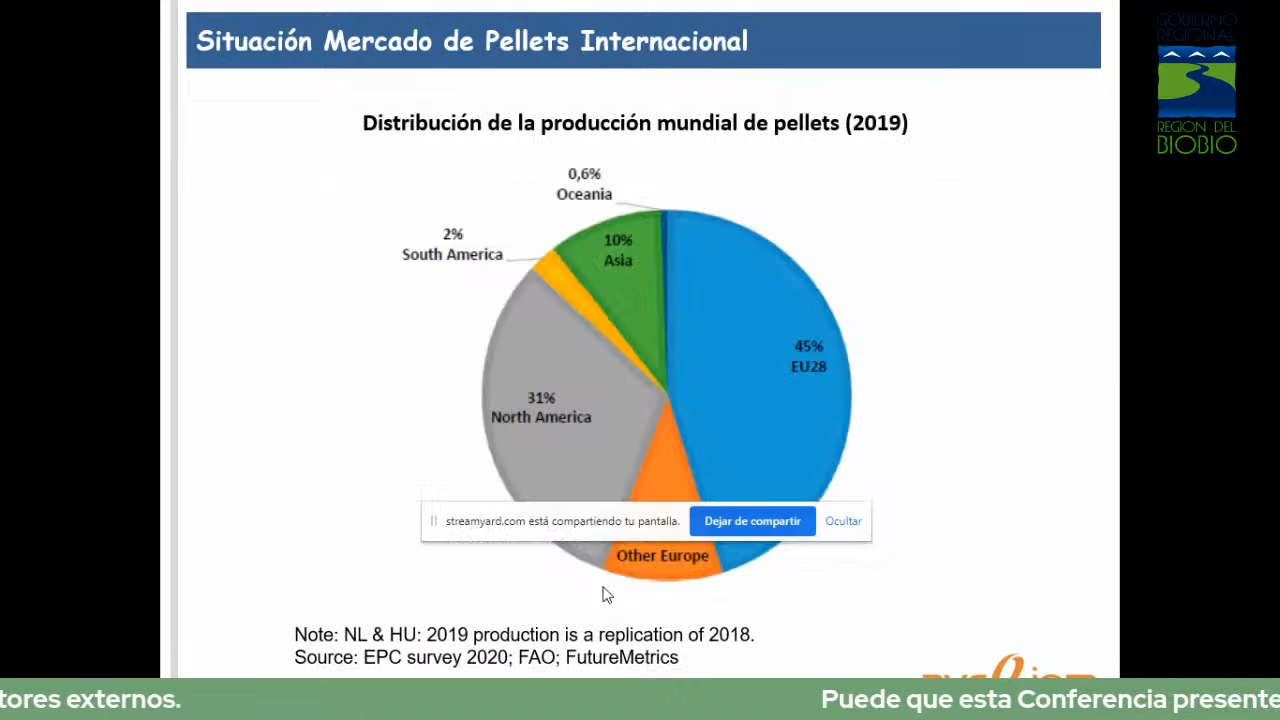 Situación Mercado de Pellets Internacional
GOBIERNO
REGIONAL
REGION DEL
BIOBIO
Distribución de la producción mundial de pellets (2019)
0,6%
Oceania
2%
South America
10%
Asia
45%
EU28
31%
North America
streamyard.com está compartiendo tu pantalla.
Dejar de compartir
Ocultar
Other Europe
Note: NL & HU: 2019 production is a replication of 2018.
Source: EPC survey 2020; FAO; FutureMetrics
tores externos.
Puede que esta Conferencia presente